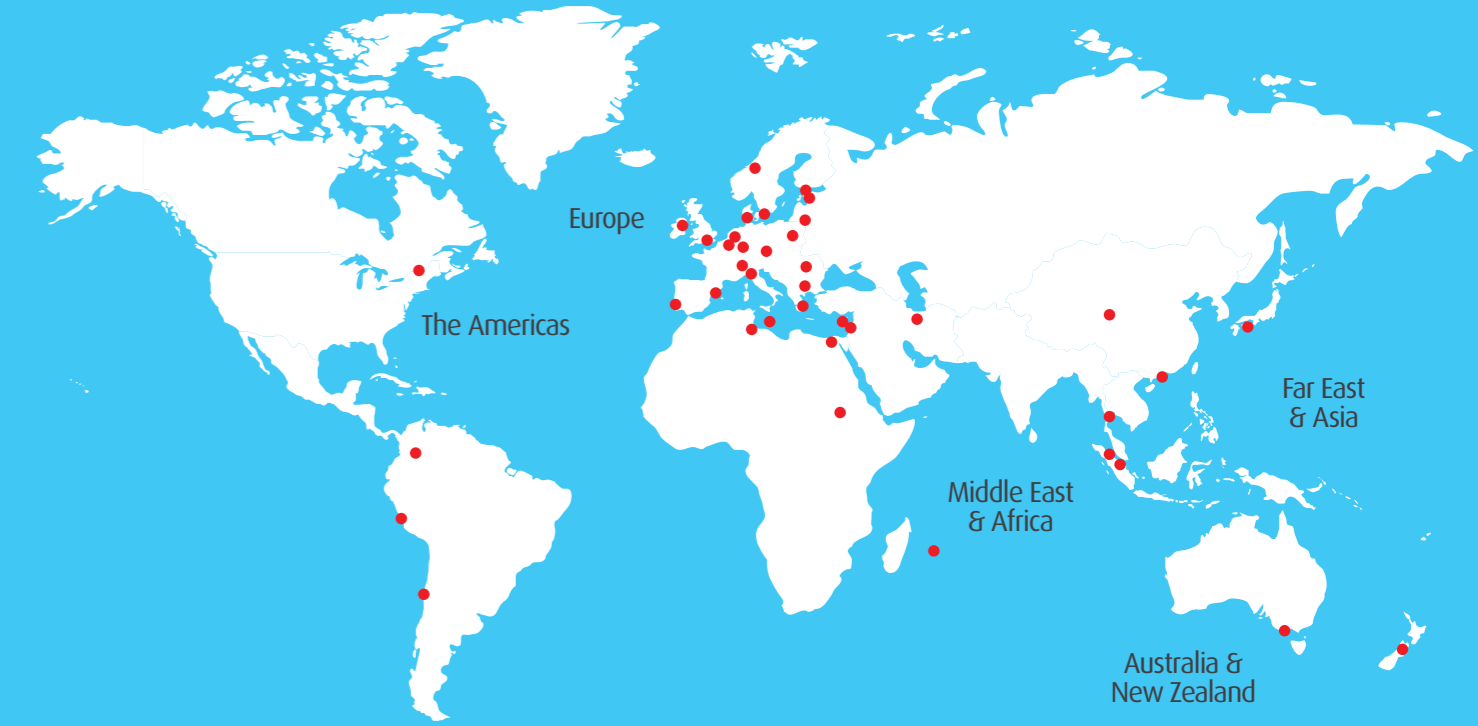 Europe
The Americas
Far East
& Asia
Middle East
& Africa
Australia &
New Zealand